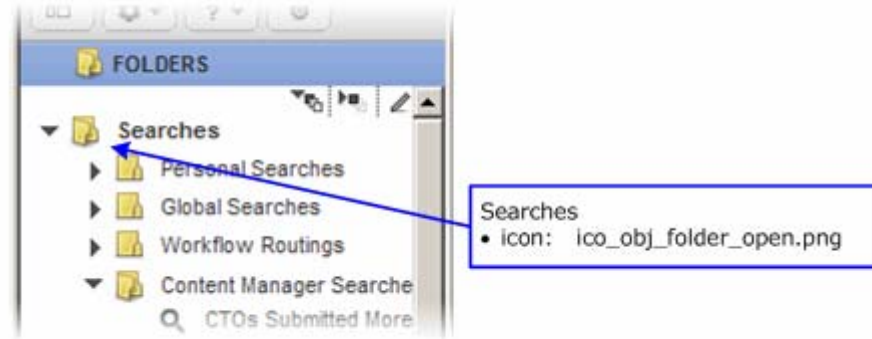 FOLDERS
Searches
Personal Searches
Global Searches
Workflow Routings
Content Manager Searche
CTOs Submitted More
Searches
• icon: ico_obj_folder_open.png